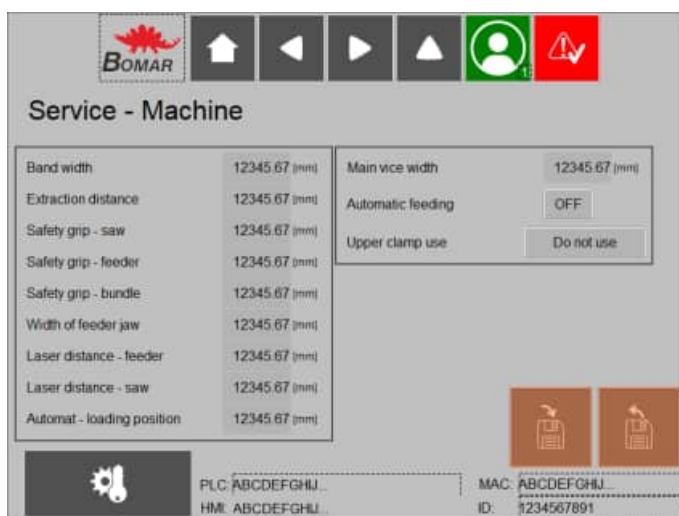 BOMAR
1
Service - Machine
Band width 12345.67 [mm]
Extraction distance 12345.67 [mm]
Safety grip - saw 12345.67 [mm]
Safety grip - feeder 12345.67 [mm]
Safety grip - bundle 12345.67 [mm]
Width of feeder jaw 12345.67 [mm]
Laser distance - feeder 12345.67 [mm]
Laser distance - saw 12345.67 [mm]
Automat - loading position 12345.67 [mm]
Main vice width 12345.67 [mm]
Automatic feeding OFF
Upper clamp use Do not use
PLC: ABCDEFGHIJ...
HMI: ABCDEFGHIJ...
MAC: ABCDEFGHIJ...
ID: 1234567891